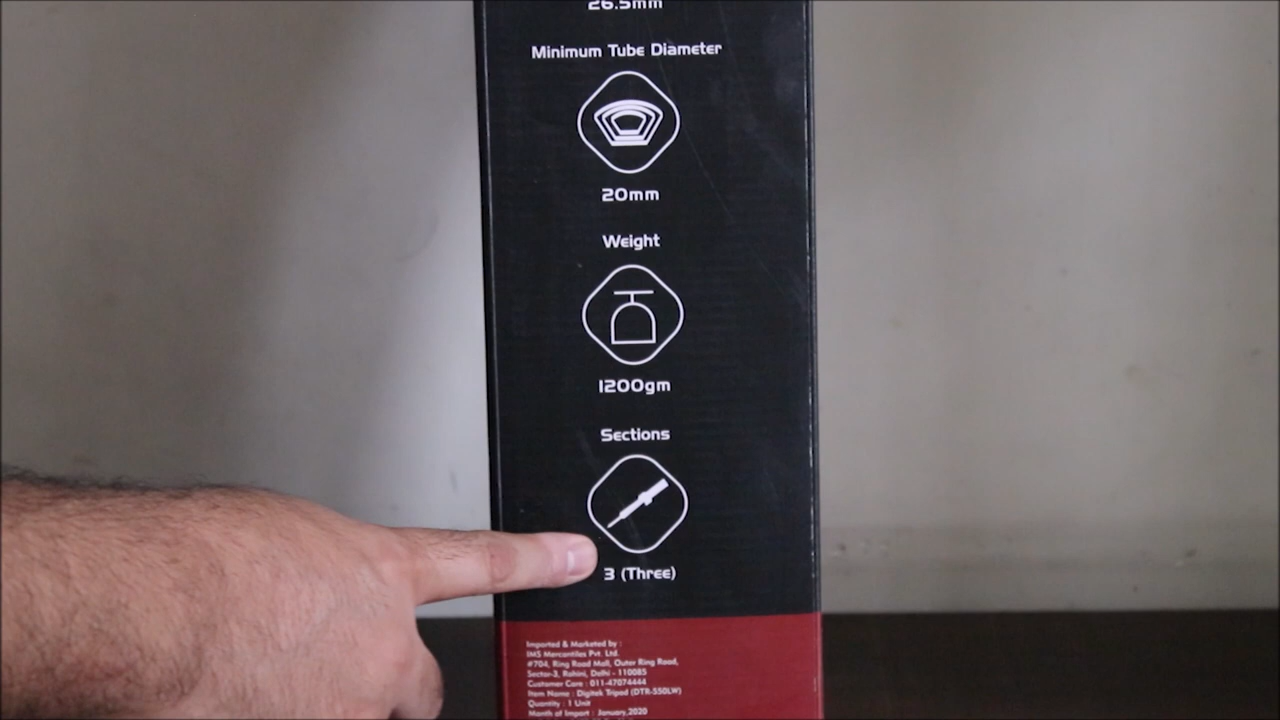 26.5mm
Minimum Tube Diameter
20mm
Weight
1200gm
Sections
3 (Three)
Imported & Marketed by :
IMS Mercantiles Pvt. Ltd.
#704, Ring Road Mall, Outer Ring Road,
Sector-3, Rohini, Delhi - 110085
Customer Care : 011-47074444
Item Name : Digitek Tripod (DTR-550LW)
Quantity : 1 Unit
Month of Import : January,2020